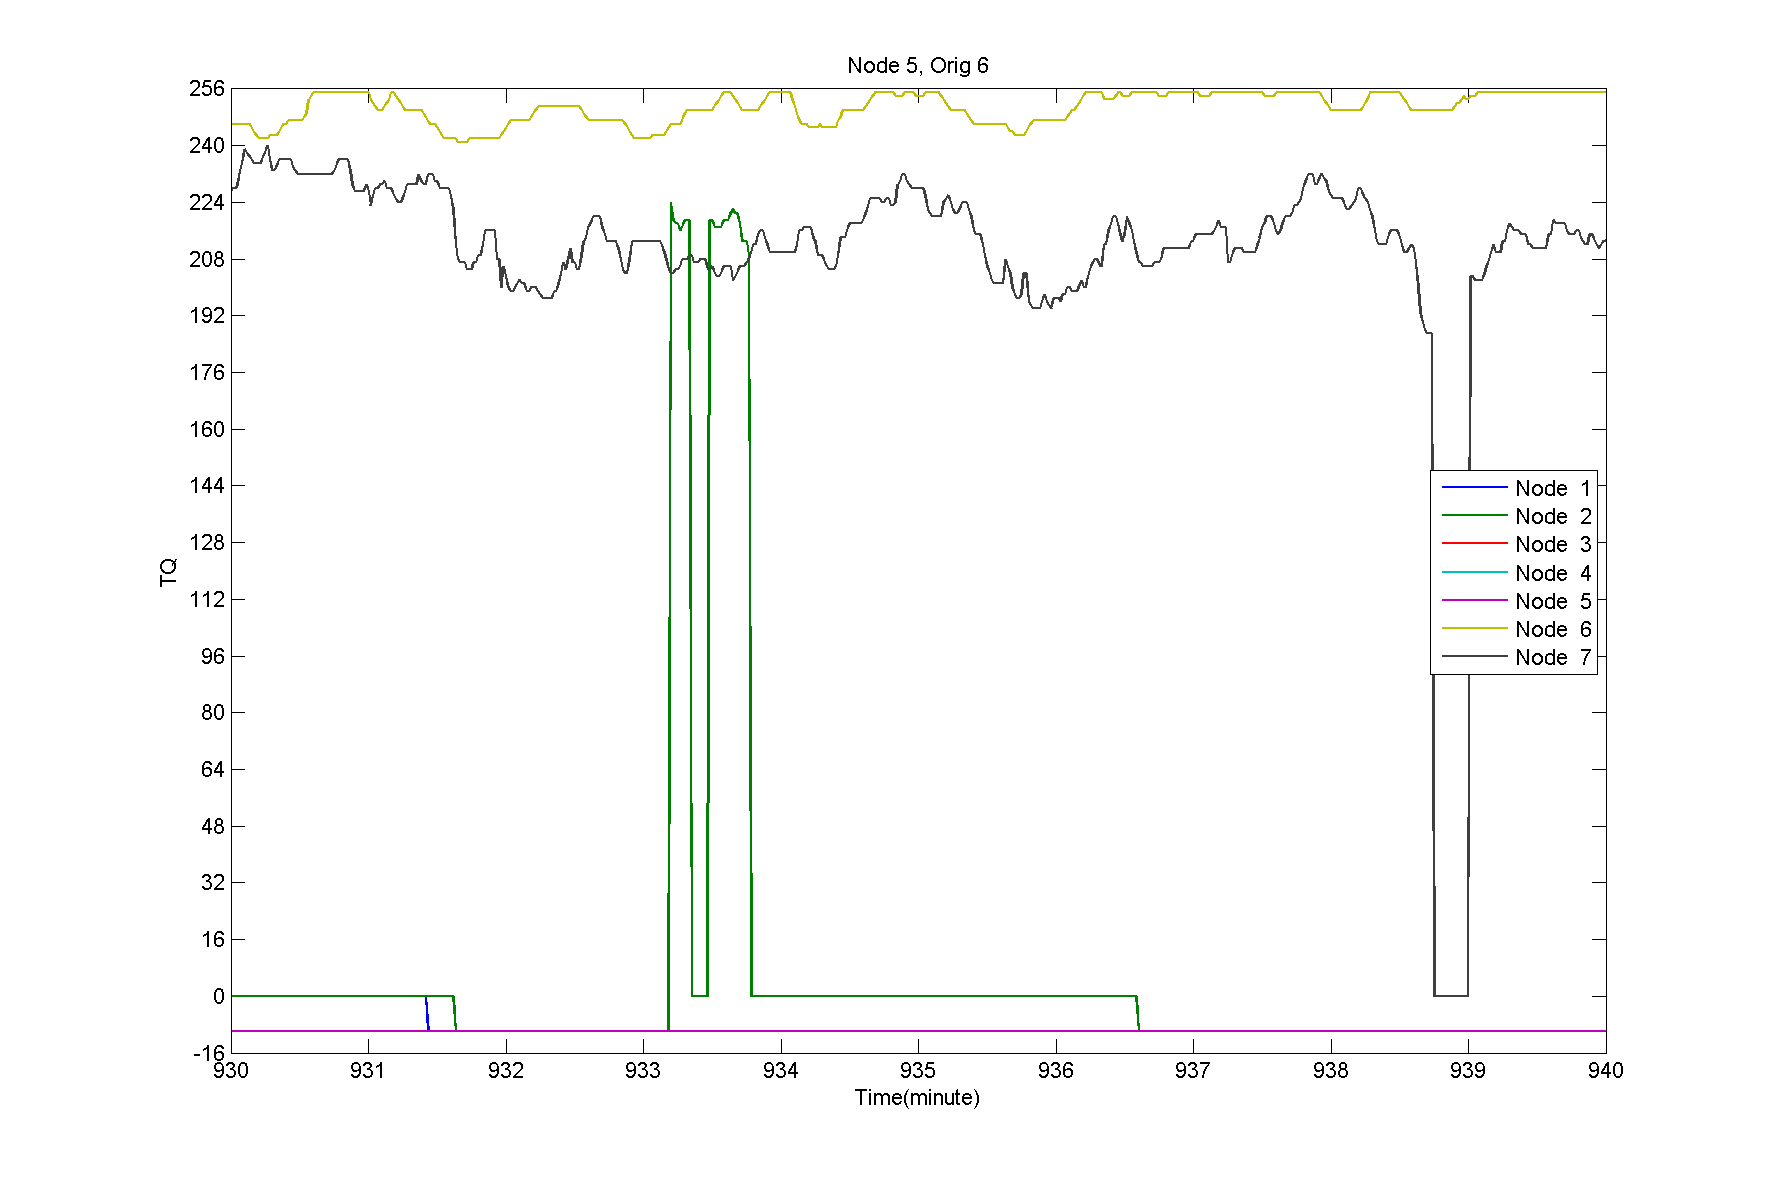 Node 5, Orig 6
256
240
224
208
192
176
160
144
128
112
96
80
64
48
32
16
0
-16
TQ
Node 1
Node 2
Node 3
Node 4
Node 5
Node 6
Node 7
930 931 932 933 934 935 936 937 938 939 940
Time(minute)